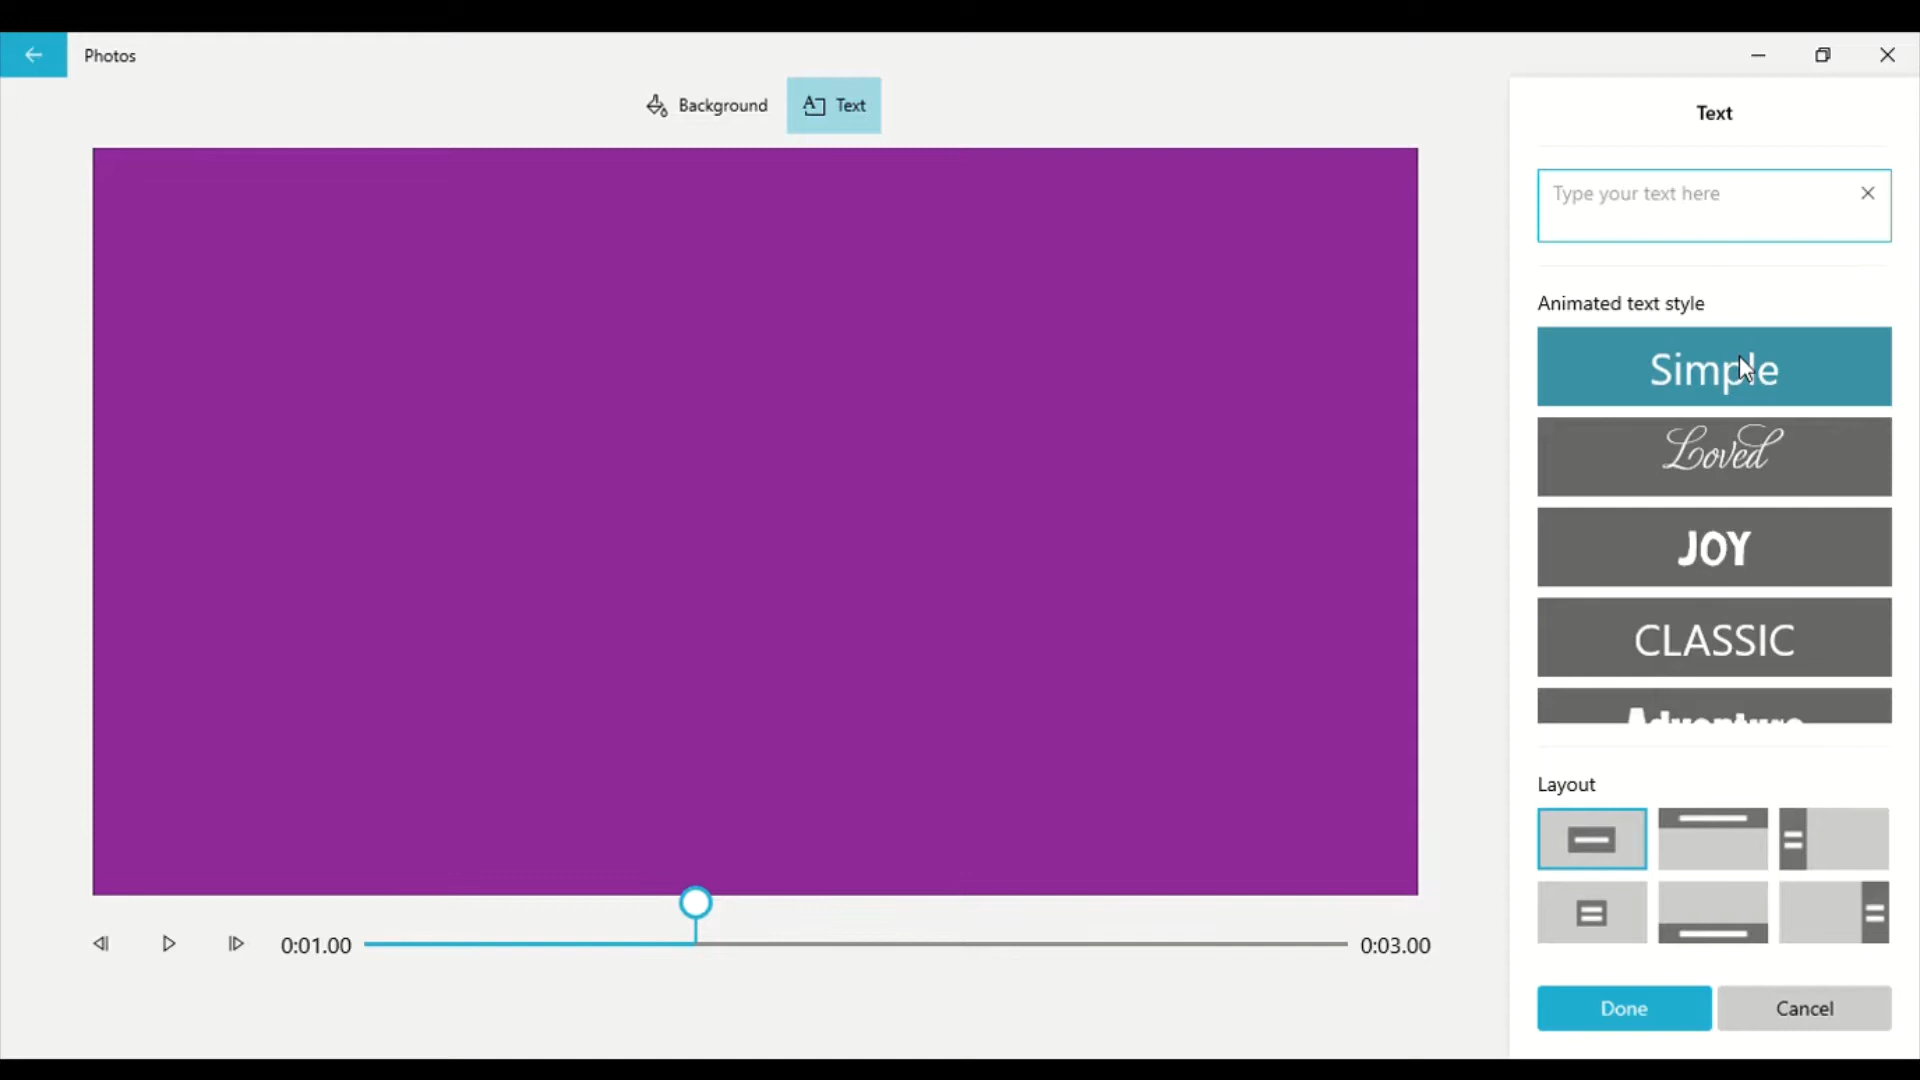 Photos
Background
Text
Text
Type your text here
Animated text style
Simple
Loved
JOY
CLASSIC
Adventure
Layout
0:01.00
0:03.00
Done
Cancel